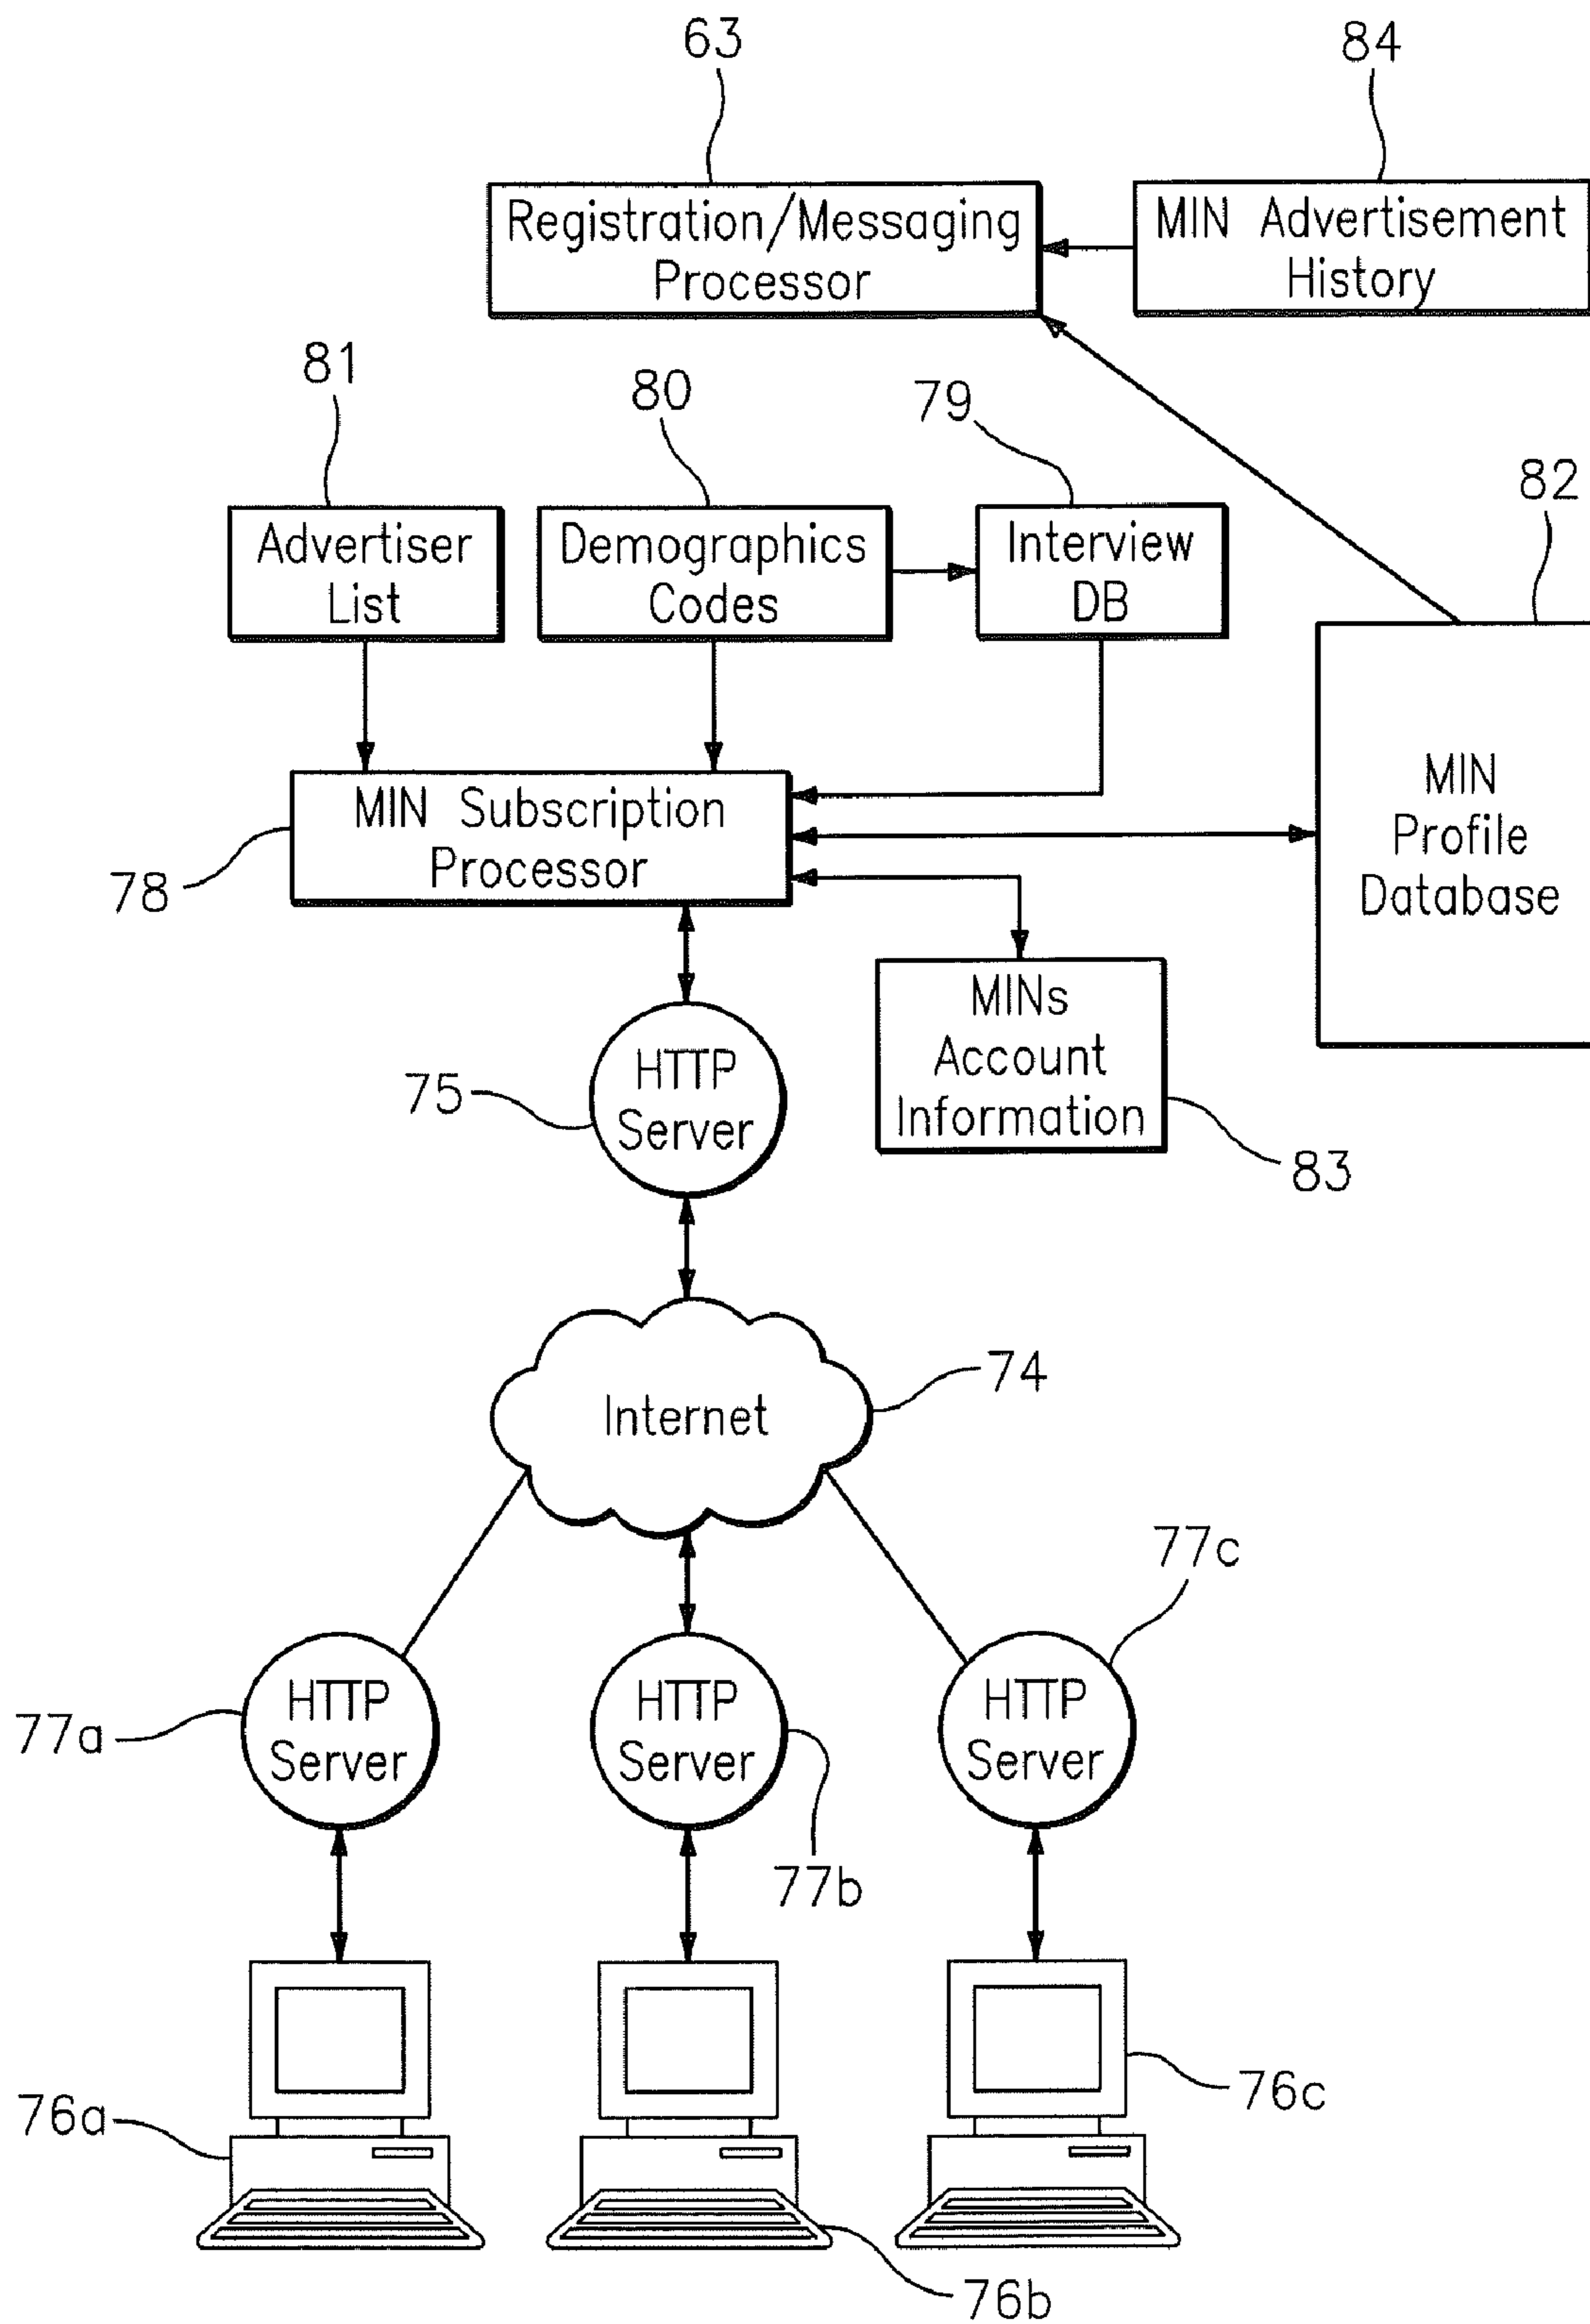 63
84
Registration/Messaging
Processor
MIN Advertisement
History
81
80
79
82
Advertiser
List
Demographics
Codes
Interview
DB
MIN
Profile
Database
MIN Subscription
Processor
78
MINs
Account
Information
83
HTTP
Server
75
Internet
74
77c
HTTP
Server
77a
HTTP
Server
77b
HTTP
Server
76a
76b
76c